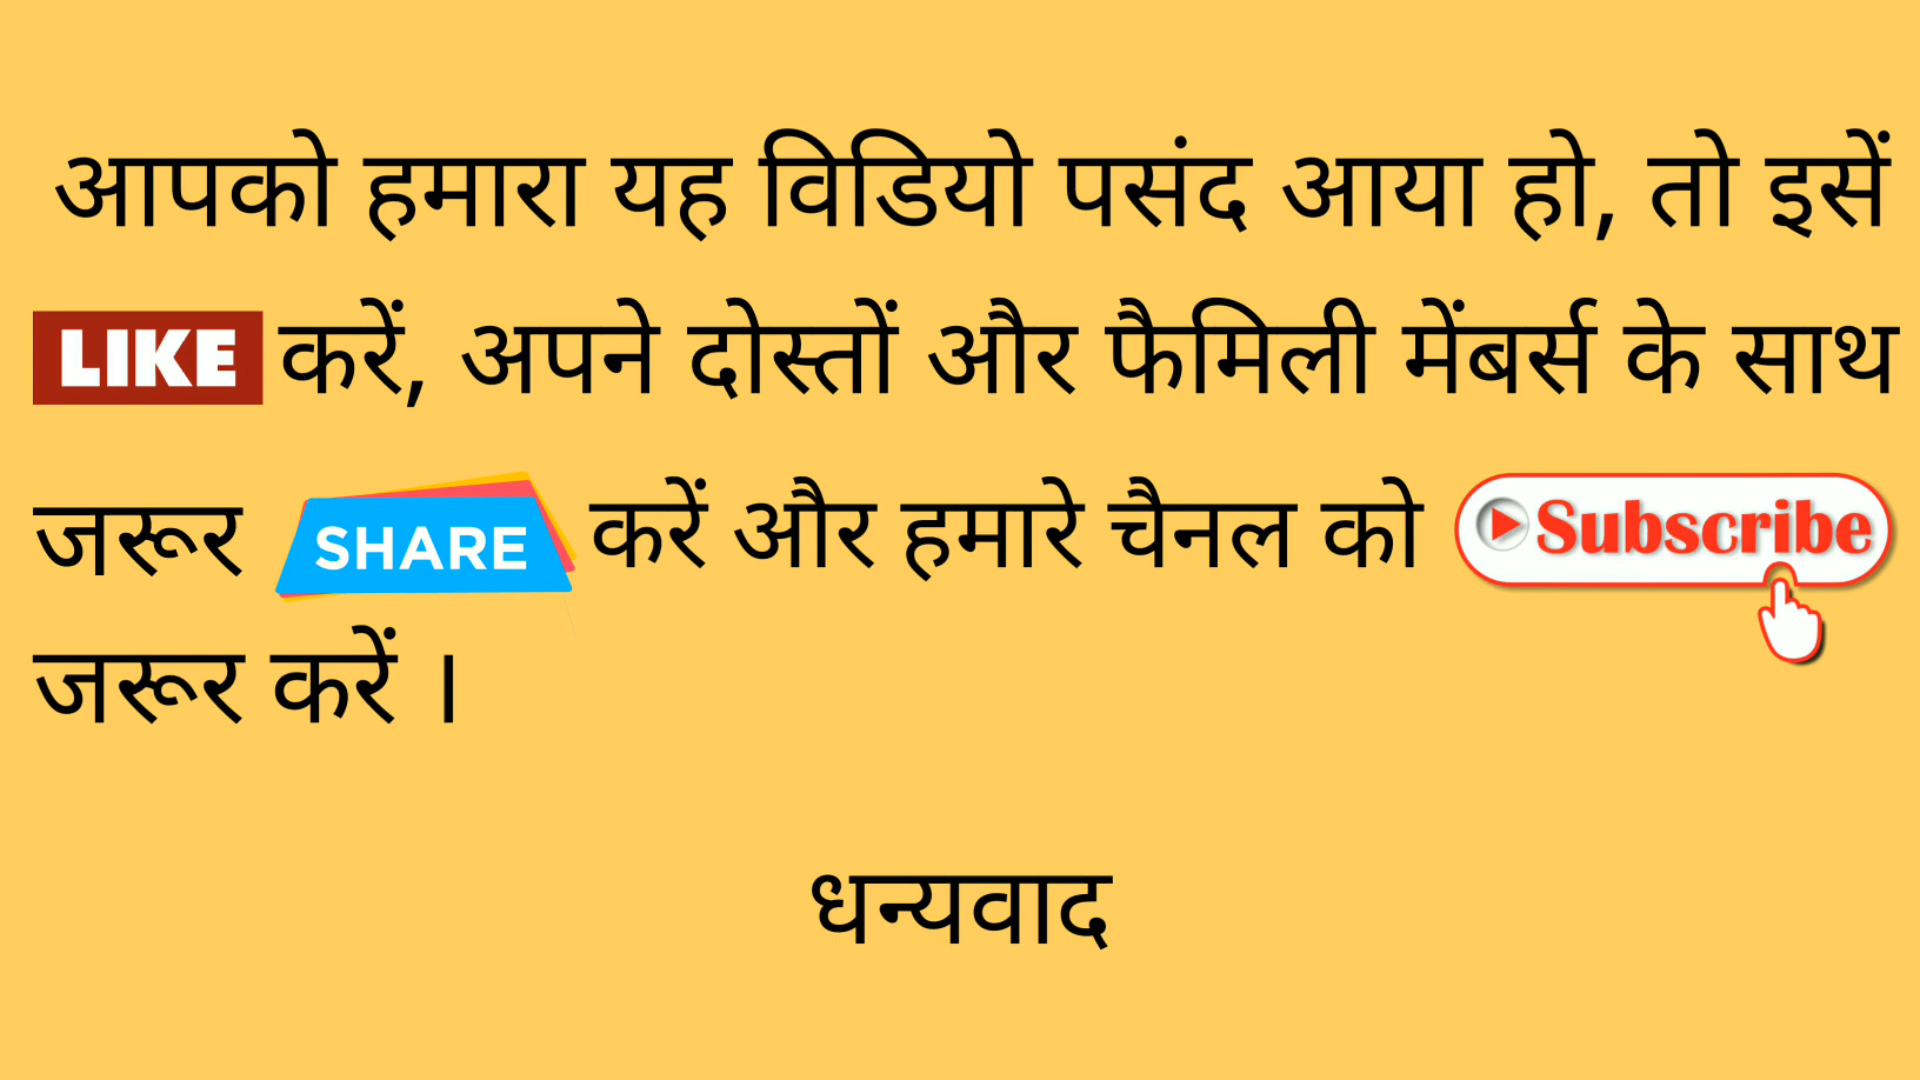 आपको हमारा यह विडियो पसंद आया हो, तो इसें
LIKE करें, अपने दोस्तों और फैमिली मेंबर्स के साथ
जरूर SHARE करें और हमारे चैनल को Subscribe
जरूर करें ।
धन्यवाद